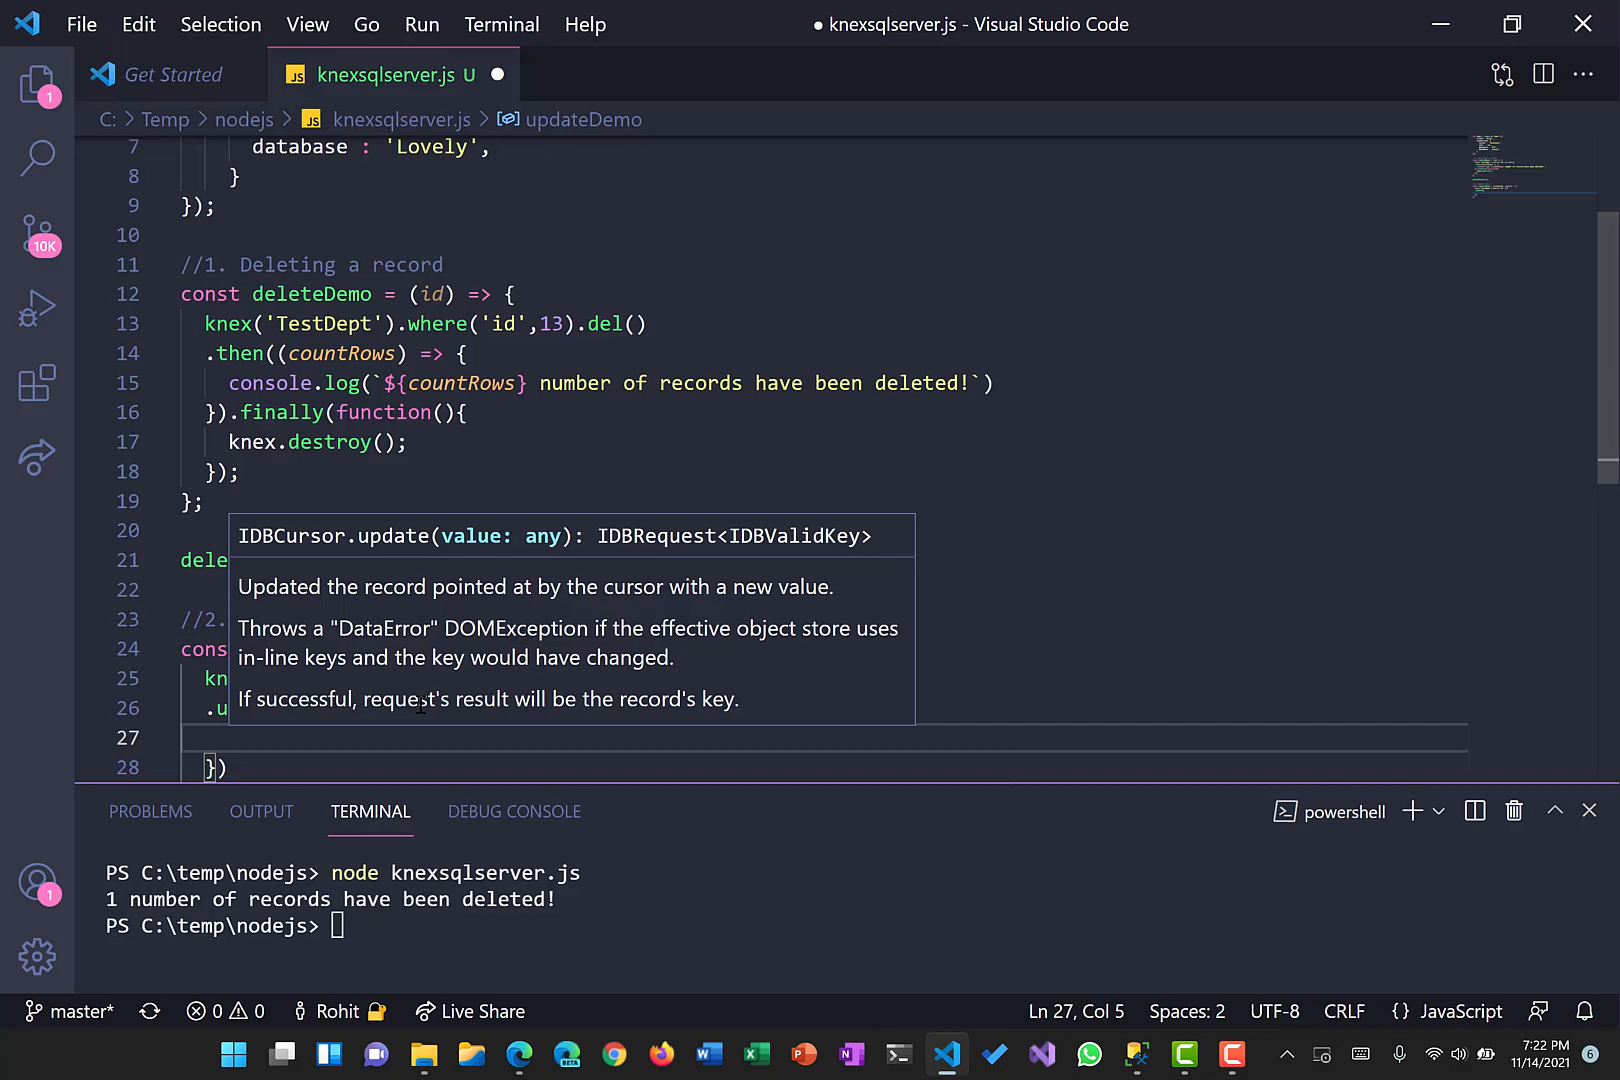 File Edit Selection View Go Run Terminal Help ● knexsqlserver.js - Visual Studio Code
Get Started JS knexsqlserver.js U
C: > Temp > nodejs > JS knexsqlserver.js > updateDemo
7 database : 'Lovely',
8 }
9 });
10
11 //1. Deleting a record
12 const deleteDemo = (id) => {
13 knex('TestDept').where('id',13).del()
14 .then((countRows) => {
15 console.log(`${countRows} number of records have been deleted!`)
16 }).finally(function(){
17 knex.destroy();
18 });
19 };
20
21 dele
22
23 //2.
24 cons
25 kn
26 .u
27
28 })
IDBCursor.update(value: any): IDBRequest<IDBValidKey>
Updated the record pointed at by the cursor with a new value.
Throws a "DataError" DOMException if the effective object store uses
in-line keys and the key would have changed.
If successful, request's result will be the record's key.
1
10K
1
PROBLEMS OUTPUT TERMINAL DEBUG CONSOLE powershell
PS C:\temp\nodejs> node knexsqlserver.js
1 number of records have been deleted!
PS C:\temp\nodejs>
master* 0 0 Rohit Live Share Ln 27, Col 5 Spaces: 2 UTF-8 CRLF {} JavaScript
BETA
7:22 PM
11/14/2021
6